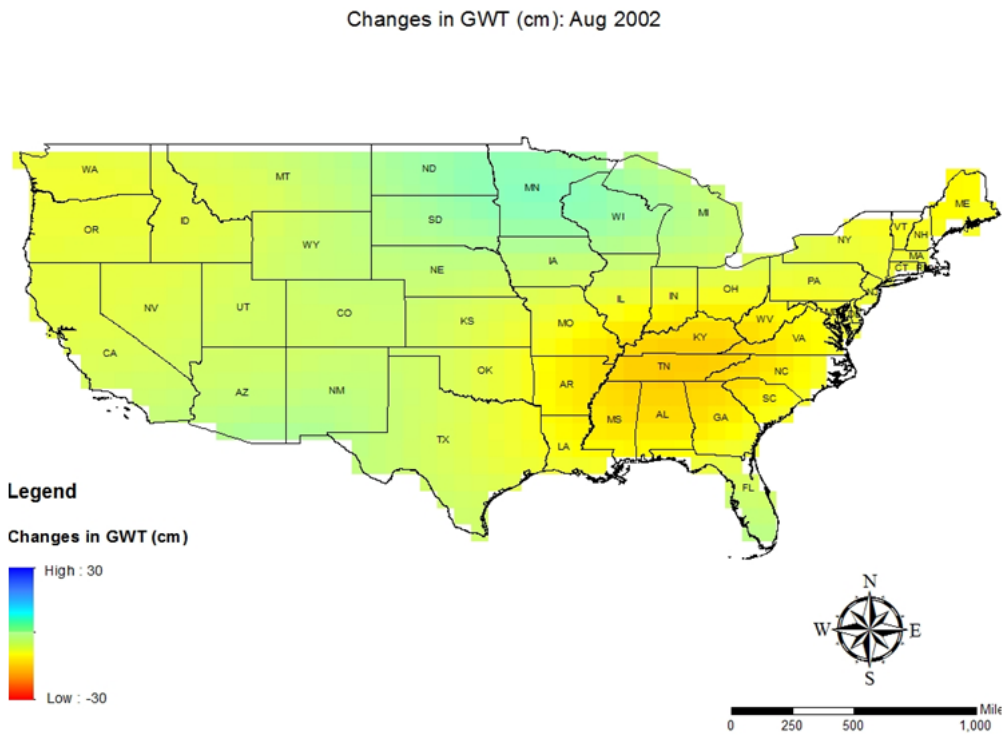 Changes in GWT (cm): Aug 2002
WA
MT
ND
MN
ME
OR
ID
SD
WI
MI
VT
NH
WY
NY
MA
CT
NE
IA
PA
NV
UT
CO
IL
IN
OH
NJ
KS
MO
WV
CA
KY
VA
AZ
NM
OK
TN
NC
AR
SC
TX
MS
AL
GA
LA
FL
Legend
Changes in GWT (cm)
High : 30
Low : -30
N
W
E
S
Mile
0
250
500
1,000